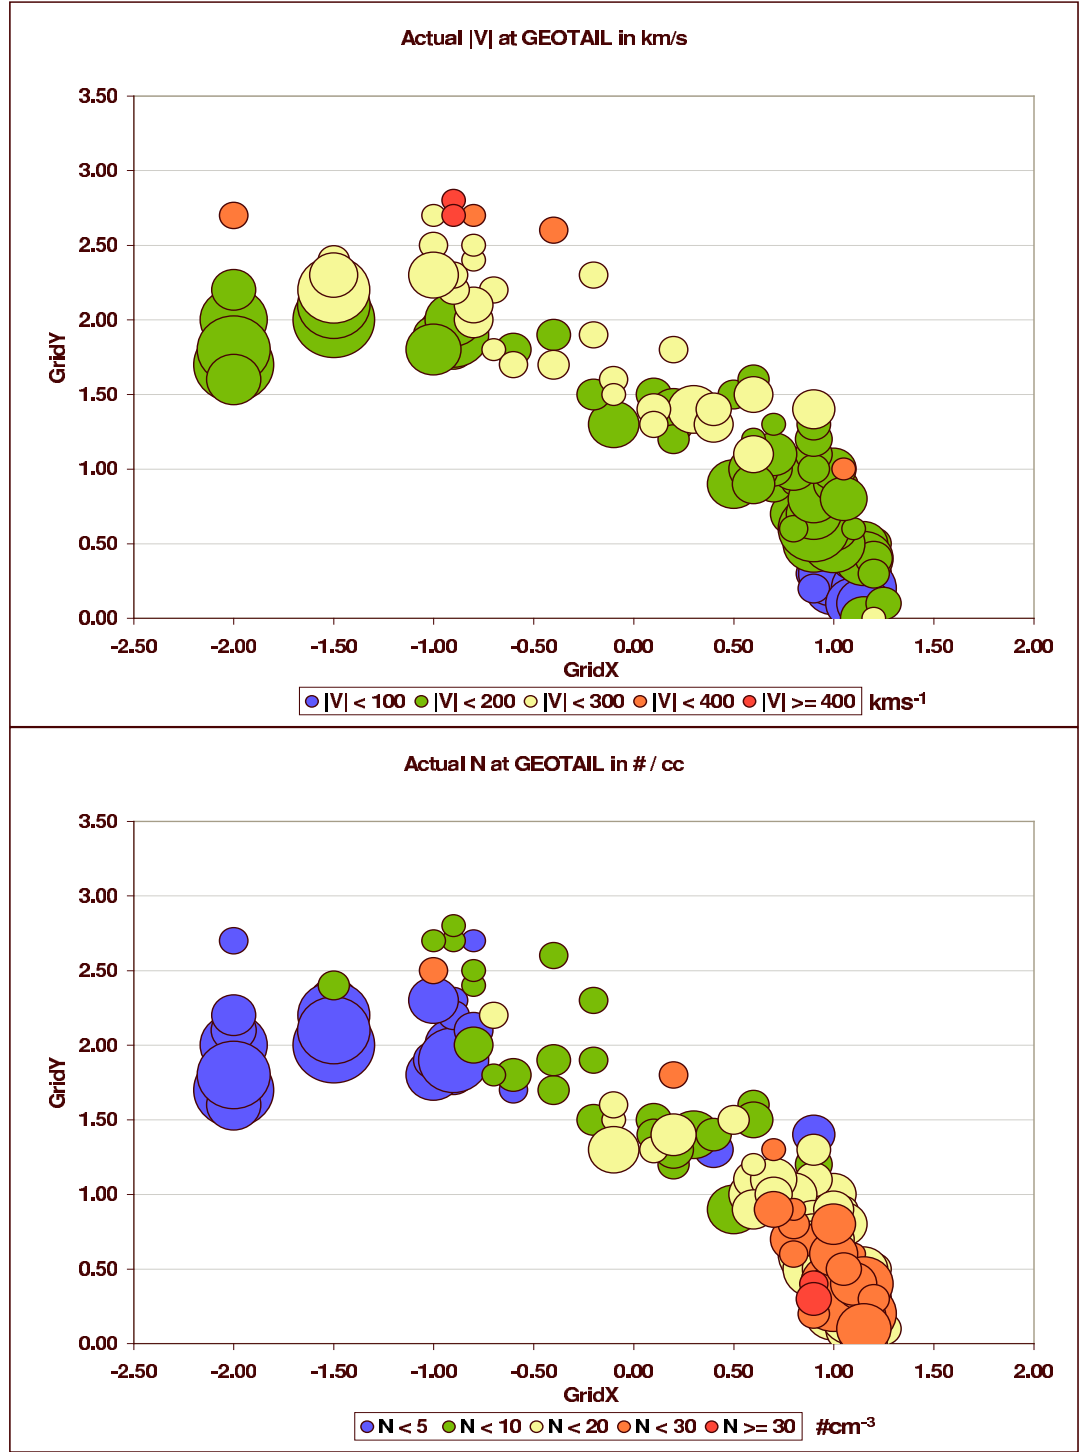 Actual |V| at GEOTAIL in km/s
3.50
3.00
2.50
2.00
1.50
1.00
0.50
0.00
GridY
-2.50 -2.00 -1.50 -1.00 -0.50 0.00 0.50 1.00 1.50 2.00
GridX
|V| < 100 |V| < 200 |V| < 300 |V| < 400 |V| >= 400 kms⁻¹
Actual N at GEOTAIL in # / cc
3.50
3.00
2.50
2.00
1.50
1.00
0.50
0.00
GridY
-2.50 -2.00 -1.50 -1.00 -0.50 0.00 0.50 1.00 1.50 2.00
GridX
N < 5 N < 10 N < 20 N < 30 N >= 30 #cm⁻³